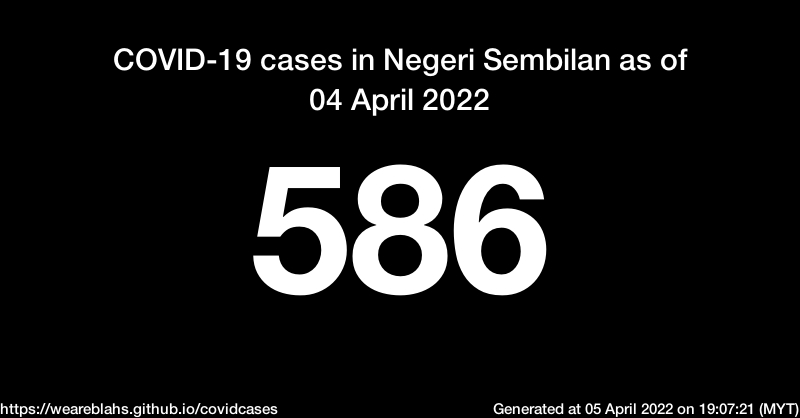 COVID-19 cases in Negeri Sembilan as of
04 April 2022
586
https://weareblahs.github.io/covidcases
Generated at 05 April 2022 on 19:07:21 (MYT)